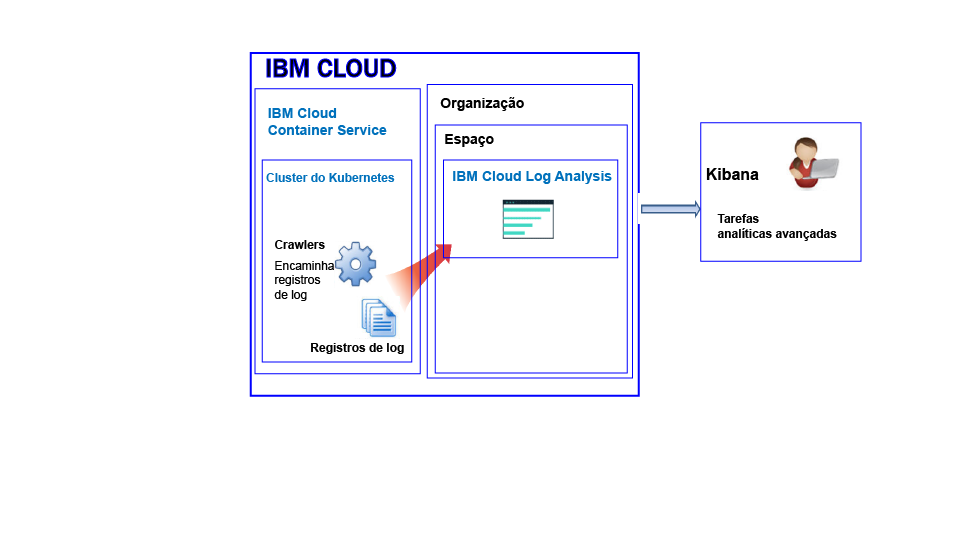 IBM CLOUD
IBM Cloud
Container Service
Cluster do Kubernetes
Crawlers
Encaminha
registros
de log
Registros de log
Organização
Espaço
IBM Cloud Log Analysis
Kibana
Tarefas
analíticas avançadas